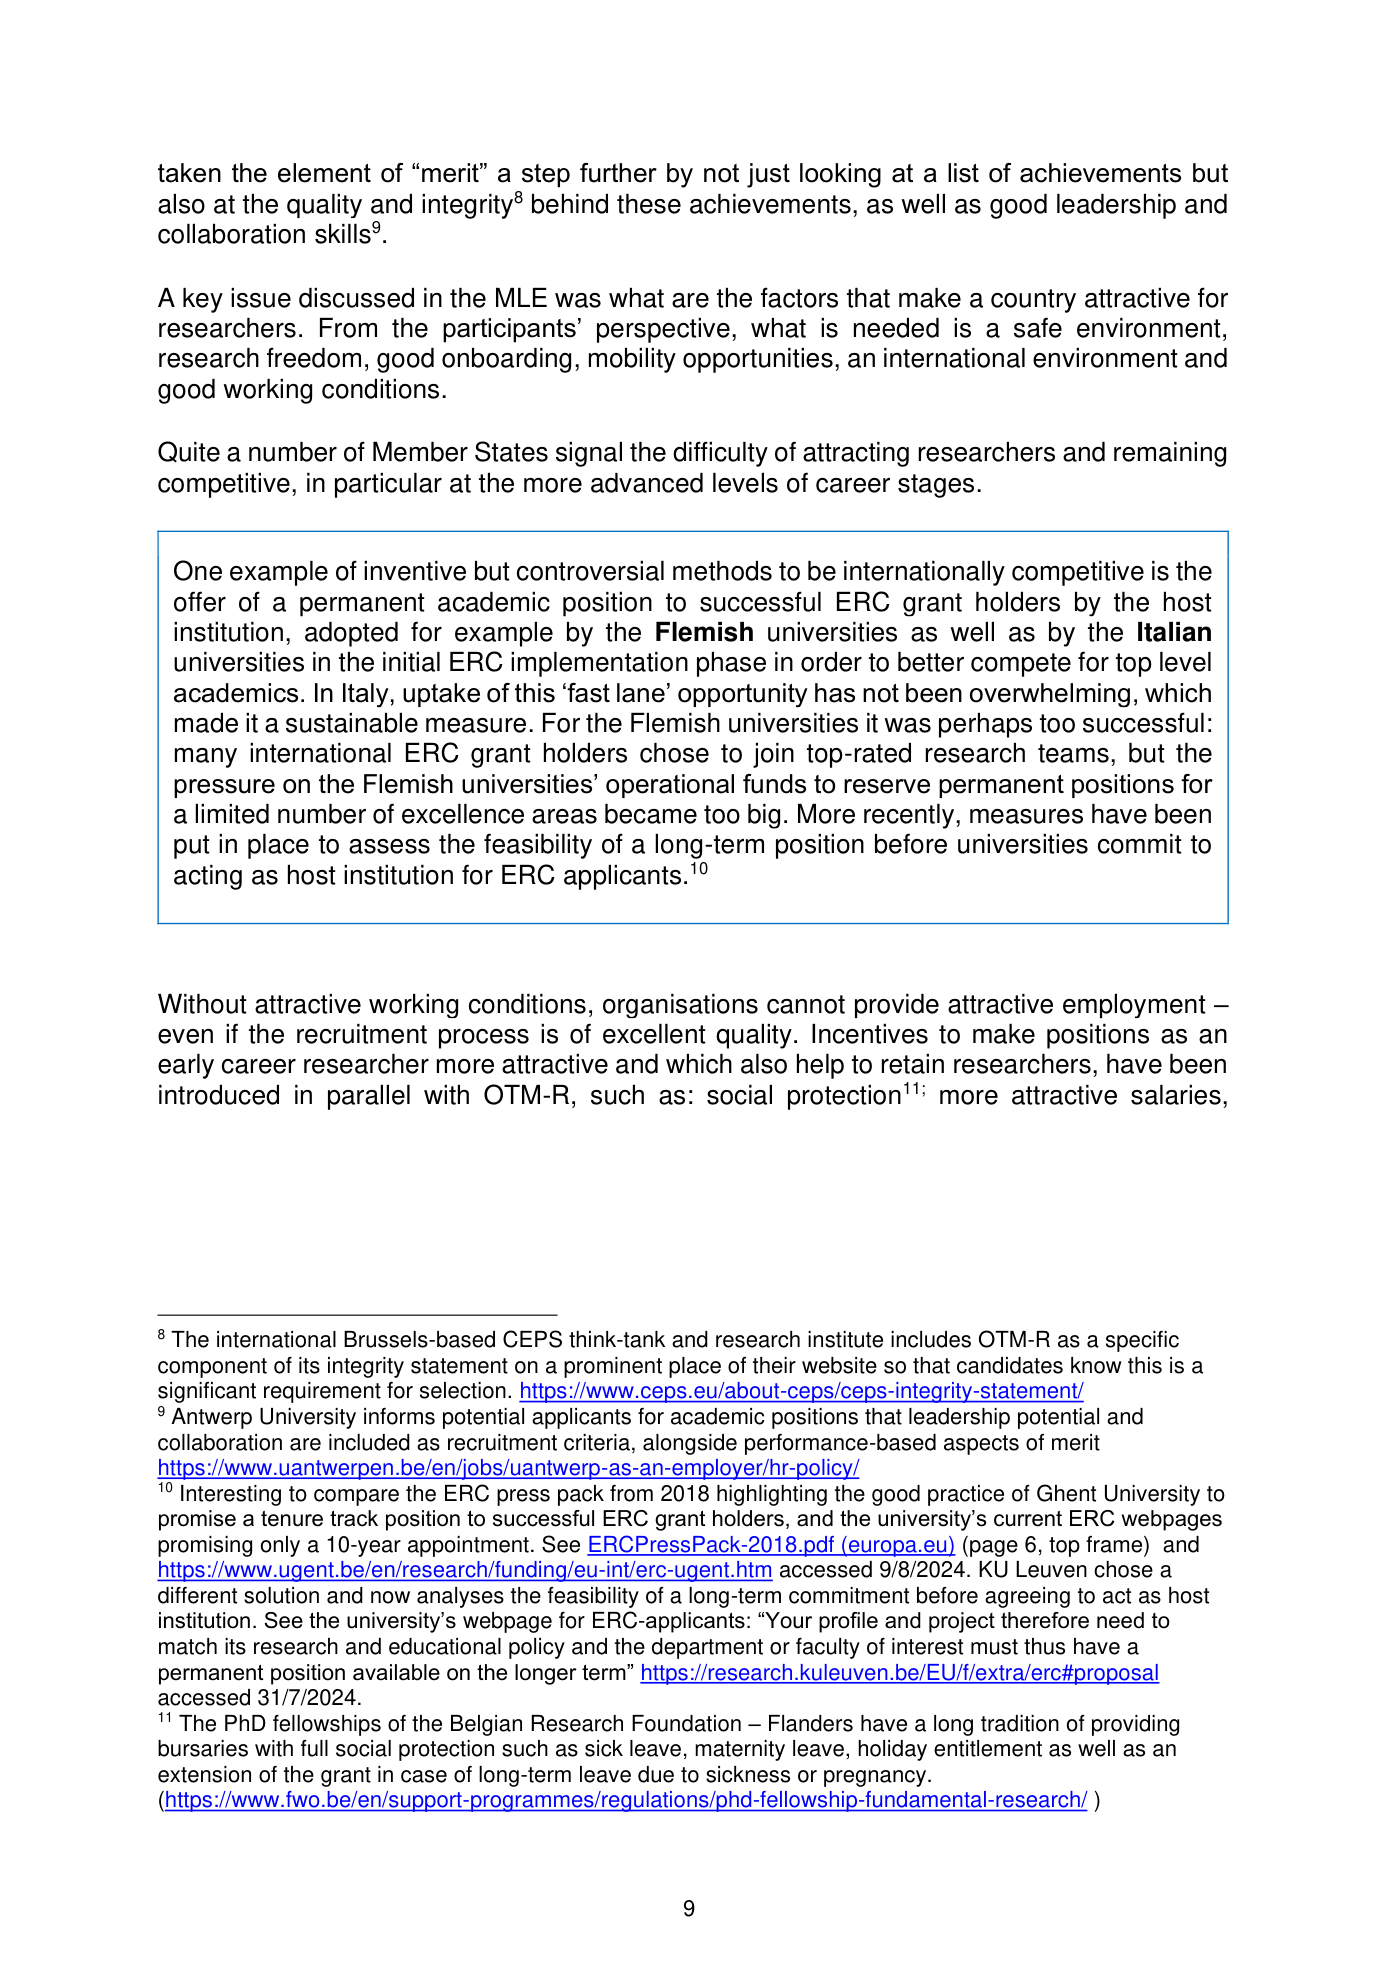 taken the element of “merit” a step further by not just looking at a list of achievements but
also at the quality and integrity8 behind these achievements, as well as good leadership and
collaboration skills9.
A key issue discussed in the MLE was what are the factors that make a country attractive for
researchers. From the participants’ perspective, what is needed is a safe environment,
research freedom, good onboarding, mobility opportunities, an international environment and
good working conditions.
Quite a number of Member States signal the difficulty of attracting researchers and remaining
competitive, in particular at the more advanced levels of career stages.
One example of inventive but controversial methods to be internationally competitive is the
offer of a permanent academic position to successful ERC grant holders by the host
institution, adopted for example by the Flemish universities as well as by the Italian
universities in the initial ERC implementation phase in order to better compete for top level
academics. In Italy, uptake of this ‘fast lane’ opportunity has not been overwhelming, which
made it a sustainable measure. For the Flemish universities it was perhaps too successful:
many international ERC grant holders chose to join top-rated research teams, but the
pressure on the Flemish universities’ operational funds to reserve permanent positions for
a limited number of excellence areas became too big. More recently, measures have been
put in place to assess the feasibility of a long-term position before universities commit to
acting as host institution for ERC applicants.10
Without attractive working conditions, organisations cannot provide attractive employment –
even if the recruitment process is of excellent quality. Incentives to make positions as an
early career researcher more attractive and which also help to retain researchers, have been
introduced in parallel with OTM-R, such as: social protection11; more attractive salaries,
8 The international Brussels-based CEPS think-tank and research institute includes OTM-R as a specific
component of its integrity statement on a prominent place of their website so that candidates know this is a
significant requirement for selection. https://www.ceps.eu/about-ceps/ceps-integrity-statement/
9 Antwerp University informs potential applicants for academic positions that leadership potential and
collaboration are included as recruitment criteria, alongside performance-based aspects of merit
https://www.uantwerpen.be/en/jobs/uantwerp-as-an-employer/hr-policy/
10 Interesting to compare the ERC press pack from 2018 highlighting the good practice of Ghent University to
promise a tenure track position to successful ERC grant holders, and the university’s current ERC webpages
promising only a 10-year appointment. See ERCPressPack-2018.pdf (europa.eu) (page 6, top frame) and
https://www.ugent.be/en/research/funding/eu-int/erc-ugent.htm accessed 9/8/2024. KU Leuven chose a
different solution and now analyses the feasibility of a long-term commitment before agreeing to act as host
institution. See the university’s webpage for ERC-applicants: “Your profile and project therefore need to
match its research and educational policy and the department or faculty of interest must thus have a
permanent position available on the longer term” https://research.kuleuven.be/EU/f/extra/erc#proposal
accessed 31/7/2024.
11 The PhD fellowships of the Belgian Research Foundation – Flanders have a long tradition of providing
bursaries with full social protection such as sick leave, maternity leave, holiday entitlement as well as an
extension of the grant in case of long-term leave due to sickness or pregnancy.
(https://www.fwo.be/en/support-programmes/regulations/phd-fellowship-fundamental-research/ )
9